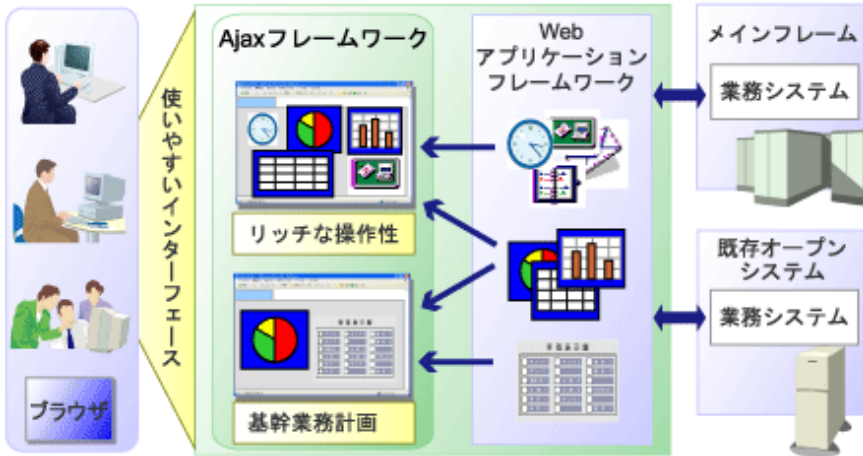 使いやすいインターフェース
ブラウザ
Ajaxフレームワーク
リッチな操作性
基幹業務計画
Web
アプリケーション
フレームワーク
メインフレーム
業務システム
既存オープン
システム
業務システム